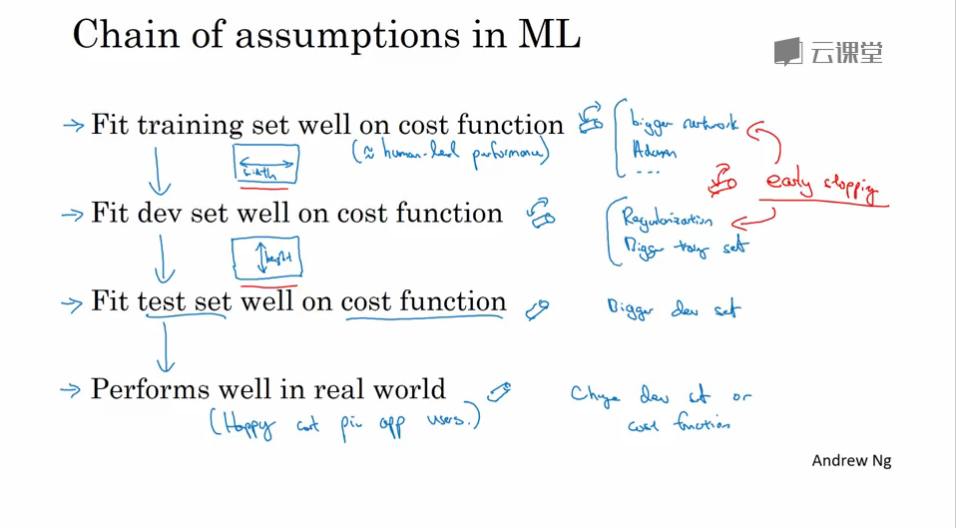 Chain of assumptions in ML
云课堂
→ Fit training set well on cost function
(≈ human-level performance)
bigger network
Adam
...
width
early stopping
→ Fit dev set well on cost function
Regularization
Bigger train set
height
→ Fit test set well on cost function
Bigger dev set
→ Performs well in real world
(Happy cat pic app users.)
Change dev set or
cost function
Andrew Ng